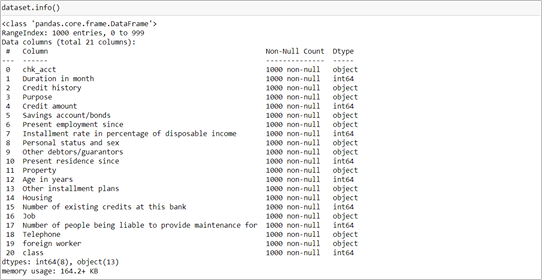 dataset.info()
<class 'pandas.core.frame.DataFrame'>
RangeIndex: 1000 entries, 0 to 999
Data columns (total 21 columns):
 #   Column                                                    Non-Null Count  Dtype
---  ------                                                    --------------  -----
 0   chk_acct                                                  1000 non-null   object
 1   Duration in month                                         1000 non-null   int64
 2   Credit history                                            1000 non-null   object
 3   Purpose                                                   1000 non-null   object
 4   Credit amount                                             1000 non-null   int64
 5   Savings account/bonds                                     1000 non-null   object
 6   Present employment since                                  1000 non-null   object
 7   Installment rate in percentage of disposable income       1000 non-null   int64
 8   Personal status and sex                                   1000 non-null   object
 9   Other debtors/guarantors                                  1000 non-null   object
 10  Present residence since                                   1000 non-null   int64
 11  Property                                                  1000 non-null   object
 12  Age in years                                              1000 non-null   int64
 13  Other installment plans                                   1000 non-null   object
 14  Housing                                                   1000 non-null   object
 15  Number of existing credits at this bank                   1000 non-null   int64
 16  Job                                                       1000 non-null   object
 17  Number of people being liable to provide maintenance for  1000 non-null   int64
 18  Telephone                                                 1000 non-null   object
 19  foreign worker                                            1000 non-null   object
 20  class                                                     1000 non-null   int64
dtypes: int64(8), object(13)
memory usage: 164.2+ KB